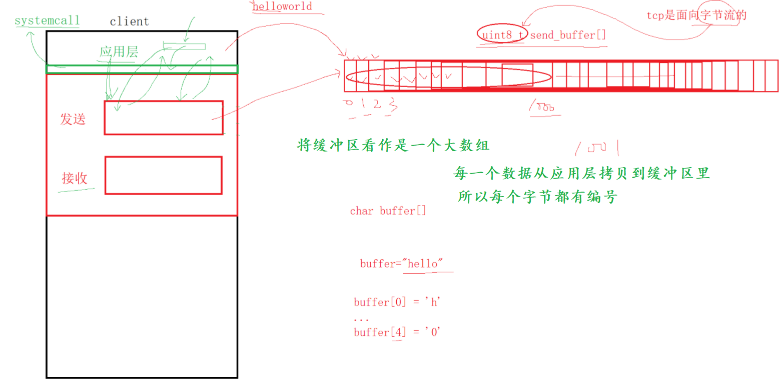 systemcall
client
helloworld
tcp是面向字节流的
uint8_t send_buffer[]
应用层
发送
接收
0 1 2 3
1000
1001
将缓冲区看作是一个大数组
每一个数据从应用层拷贝到缓冲区里
所以每个字节都有编号
char buffer[]
buffer="hello"
buffer[0] = 'h'
...
buffer[4] = '0'